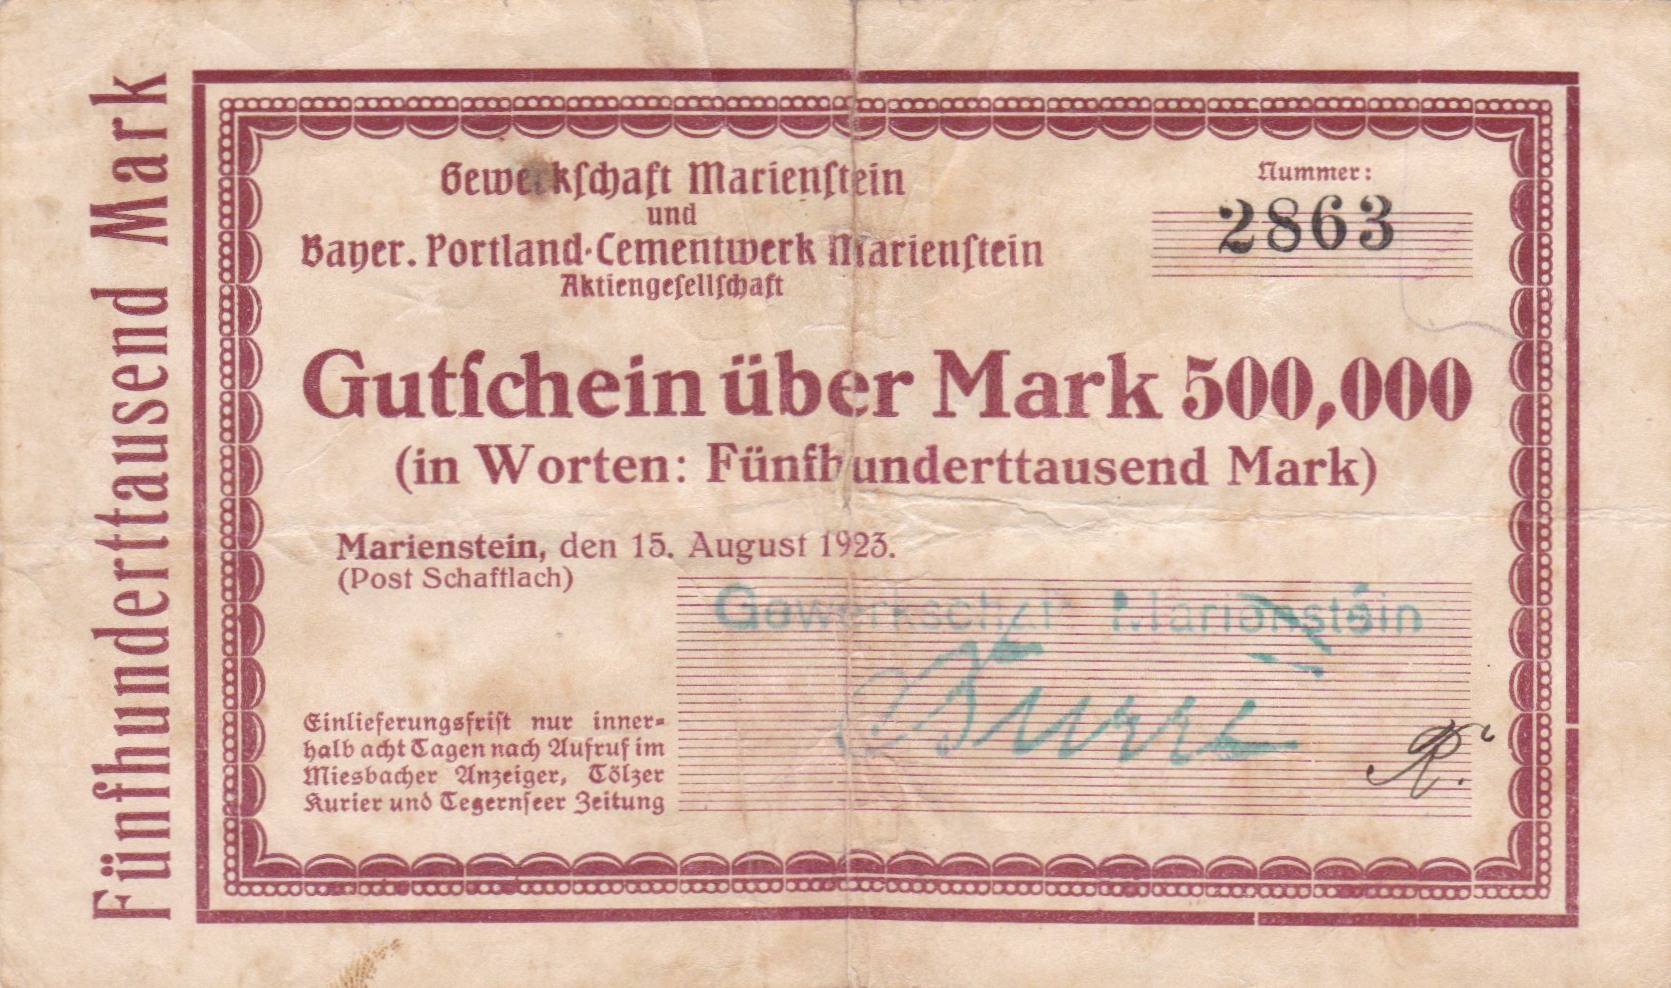 Fünfhunderttausend Mark
Gewerkſchaft Marienſtein
und
Bayer. Portland-Cementwerk Marienſtein
Aktiengeſellſchaft
Nummer:
2863
Gutſchein über Mark 500,000
(in Worten: Fünfhunderttausend Mark)
Marienstein, den 15. August 1923.
(Post Schaftlach)
Gewerkschaft Marienstein
Einlieferungsfriſt nur inner-
halb acht Tagen nach Aufruf im
Miesbacher Anzeiger, Tölzer
Kurier und Tegernſeer Zeitung